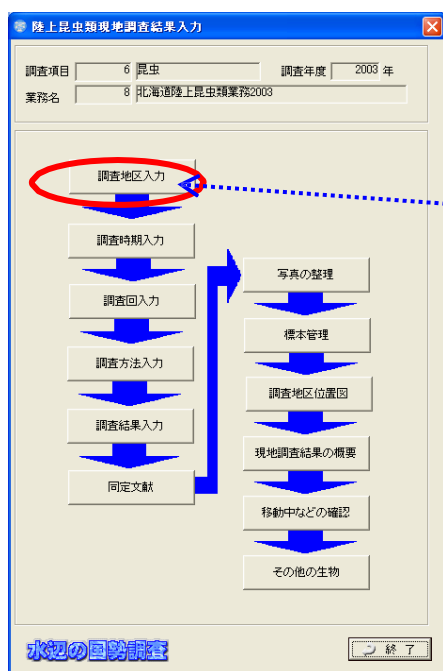 陸上昆虫類現地調査結果入力
調査項目 6 昆虫 調査年度 2003 年
業務名 8 北海道陸上昆虫類業務2003
調査地区入力
調査時期入力
調査回入力
調査方法入力
調査結果入力
同定文献
写真の整理
標本管理
調査地区位置図
現地調査結果の概要
移動中などの確認
その他の生物
水辺の国勢調査
終了